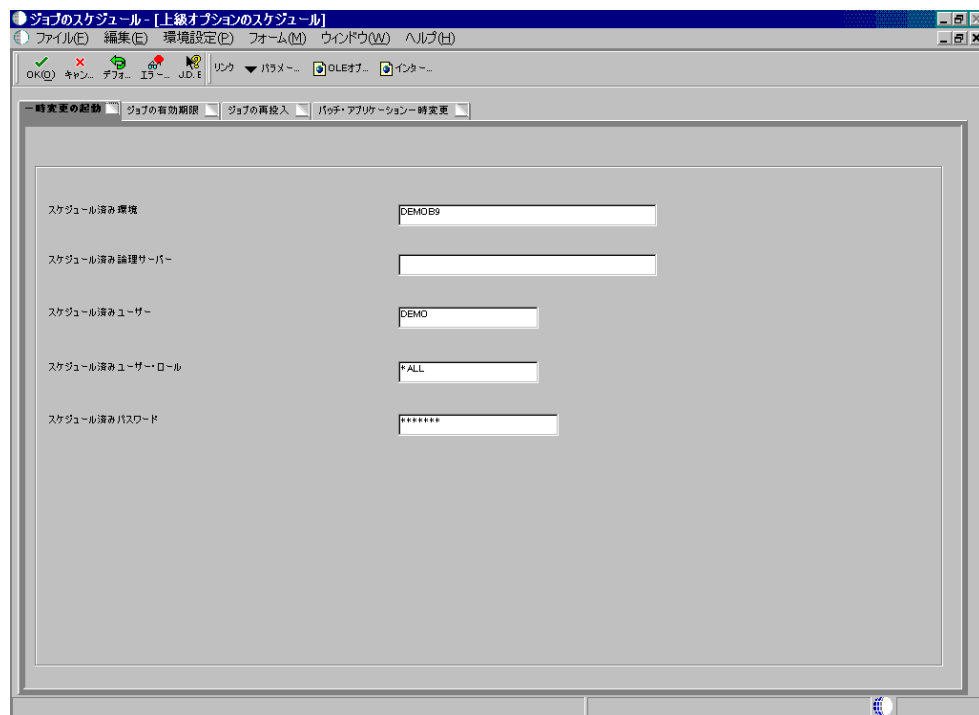 ジョブのスケジュール - [上級オプションのスケジュール]
ファイル(F) 編集(E) 環境設定(P) フォーム(M) ウィンドウ(W) ヘルプ(H)
OK(O) キャン... デフォ... エラー... J.D. E リンク パラメー... OLEオブ... インター...
一時変更の起動 ジョブの有効期限 ジョブの再投入 バッチ・アプリケーション一時変更
スケジュール済み環境 DEMOB9
スケジュール済み論理サーバー
スケジュール済みユーザー DEMO
スケジュール済みユーザー・ロール *ALL
スケジュール済みパスワード *******